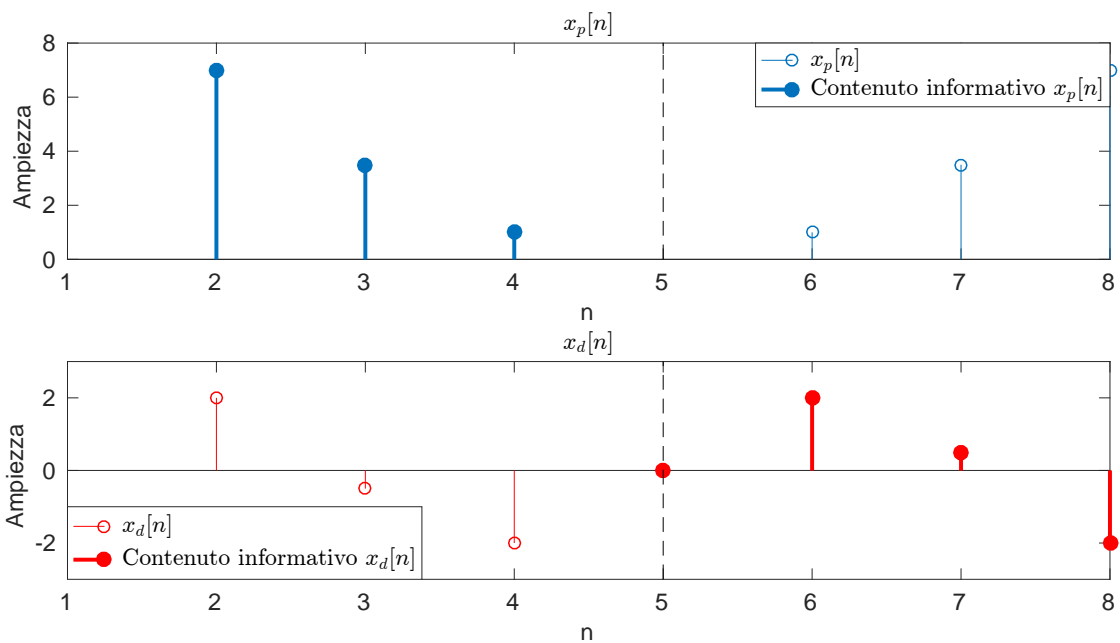 x_p[n]
8
6
4
2
0
Ampiezza
x_p[n]
Contenuto informativo x_p[n]
1 2 3 4 5 6 7 8
n
x_d[n]
2
0
-2
Ampiezza
x_d[n]
Contenuto informativo x_d[n]
1 2 3 4 5 6 7 8
n